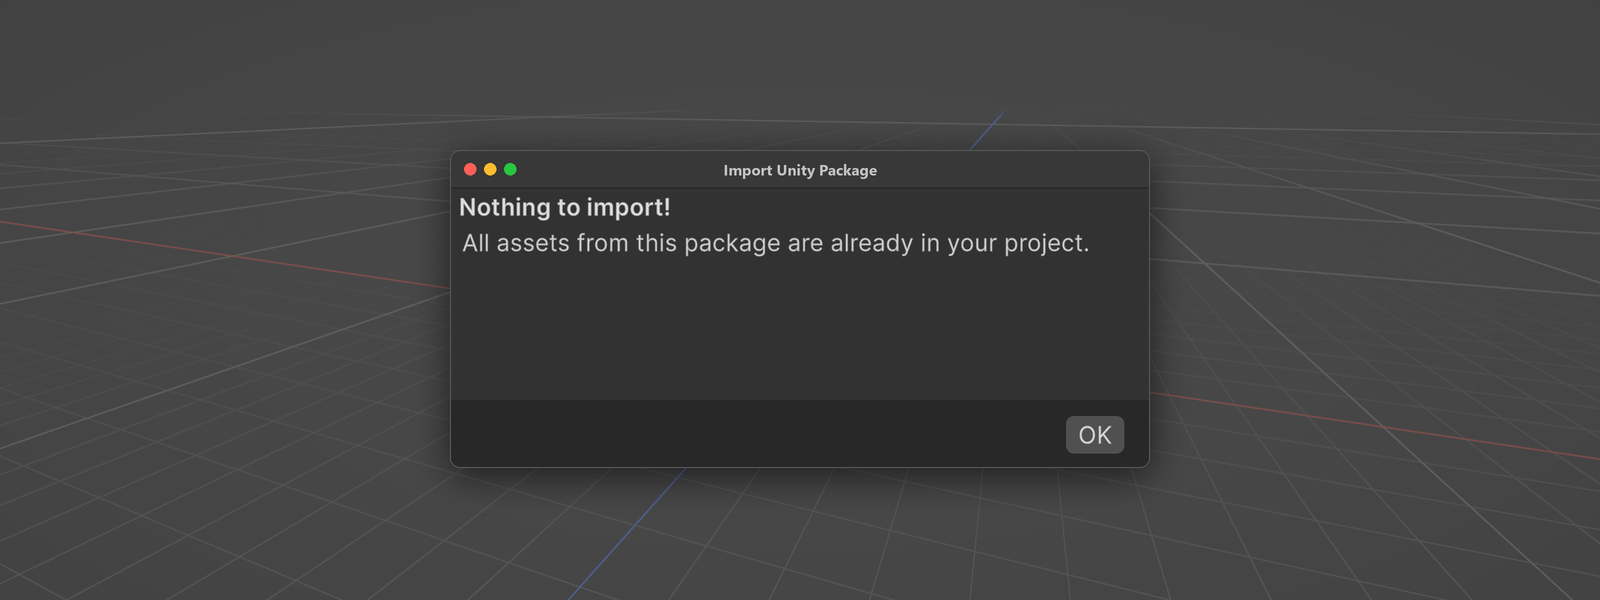 Import Unity Package
Nothing to import!
All assets from this package are already in your project.
OK